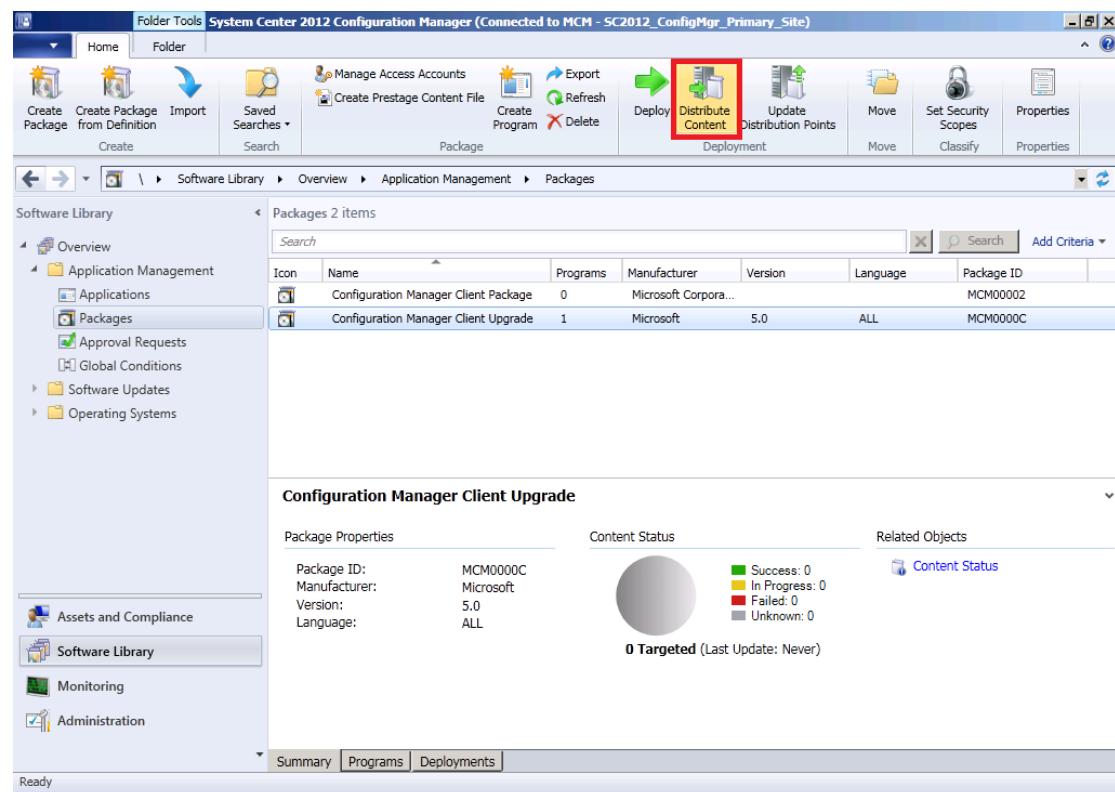 Folder Tools System Center 2012 Configuration Manager (Connected to MCM - SC2012_ConfigMgr_Primary_Site)
Home Folder
Create Package
Create Package from Definition
Import
Saved Searches
Manage Access Accounts
Create Prestage Content File
Create Program
Export
Refresh
Delete
Deploy
Distribute Content
Update Distribution Points
Move
Set Security Scopes
Properties
Create Search Package Deployment Move Classify Properties
\ Software Library Overview Application Management Packages
Software Library
Overview
Application Management
Applications
Packages
Approval Requests
Global Conditions
Software Updates
Operating Systems
Assets and Compliance
Software Library
Monitoring
Administration
Packages 2 items
Search Search Add Criteria
Icon Name Programs Manufacturer Version Language Package ID
Configuration Manager Client Package 0 Microsoft Corpora... MCM00002
Configuration Manager Client Upgrade 1 Microsoft 5.0 ALL MCM0000C
Configuration Manager Client Upgrade
Package Properties
Package ID: MCM0000C
Manufacturer: Microsoft
Version: 5.0
Language: ALL
Content Status
Success: 0
In Progress: 0
Failed: 0
Unknown: 0
0 Targeted (Last Update: Never)
Related Objects
Content Status
Summary Programs Deployments
Ready